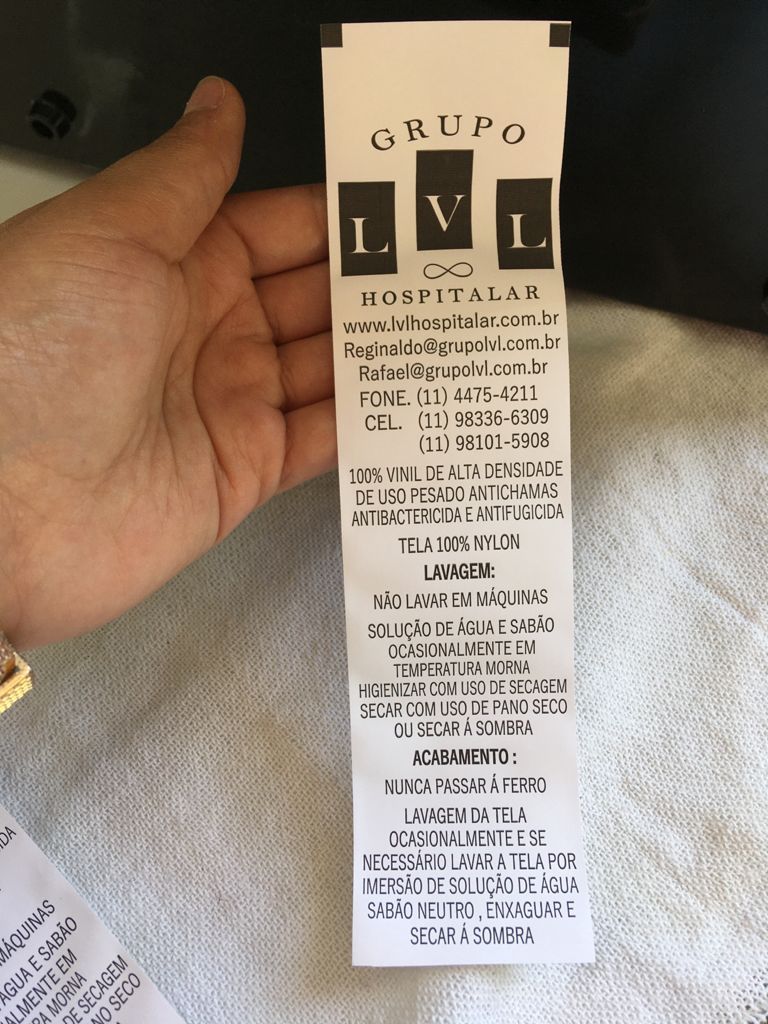 GRUPO
LVL
HOSPITALAR
www.lvlhospitalar.com.br
Reginaldo@grupolvl.com.br
Rafael@grupolvl.com.br
FONE. (11) 4475-4211
CEL. (11) 98336-6309
(11) 98101-5908
100% VINIL DE ALTA DENSIDADE
DE USO PESADO ANTICHAMAS
ANTIBACTERICIDA E ANTIFUGICIDA
TELA 100% NYLON
LAVAGEM:
NÃO LAVAR EM MÁQUINAS
SOLUÇÃO DE ÁGUA E SABÃO
OCASIONALMENTE EM
TEMPERATURA MORNA
HIGIENIZAR COM USO DE SECAGEM
SECAR COM USO DE PANO SECO
OU SECAR Á SOMBRA
ACABAMENTO :
NUNCA PASSAR Á FERRO
LAVAGEM DA TELA
OCASIONALMENTE E SE
NECESSÁRIO LAVAR A TELA POR
IMERSÃO DE SOLUÇÃO DE ÁGUA
SABÃO NEUTRO , ENXAGUAR E
SECAR Á SOMBRA
MÁQUINAS
ÁGUA E SABÃO
ALMENTE EM
RA MORNA
DE SECAGEM
NO SECO